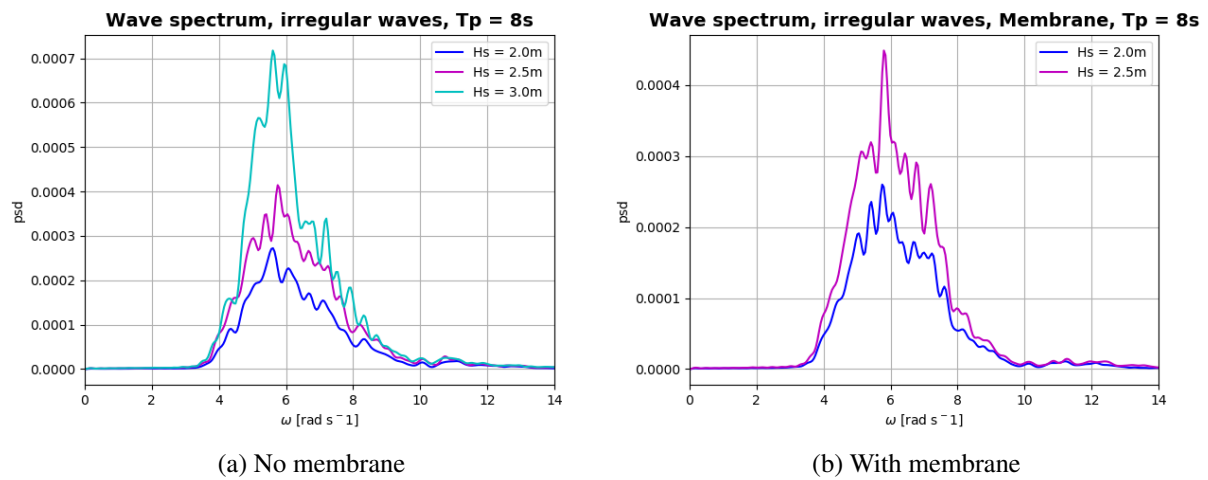 Wave spectrum, irregular waves, Tp = 8s
Hs = 2.0m
Hs = 2.5m
Hs = 3.0m
0.0007
0.0006
0.0005
0.0004
0.0003
0.0002
0.0001
0.0000
psd
0 2 4 6 8 10 12 14
ω [rad s⁻1]
(a) No membrane
Wave spectrum, irregular waves, Membrane, Tp = 8s
Hs = 2.0m
Hs = 2.5m
0.0004
0.0003
0.0002
0.0001
0.0000
psd
0 2 4 6 8 10 12 14
ω [rad s⁻1]
(b) With membrane